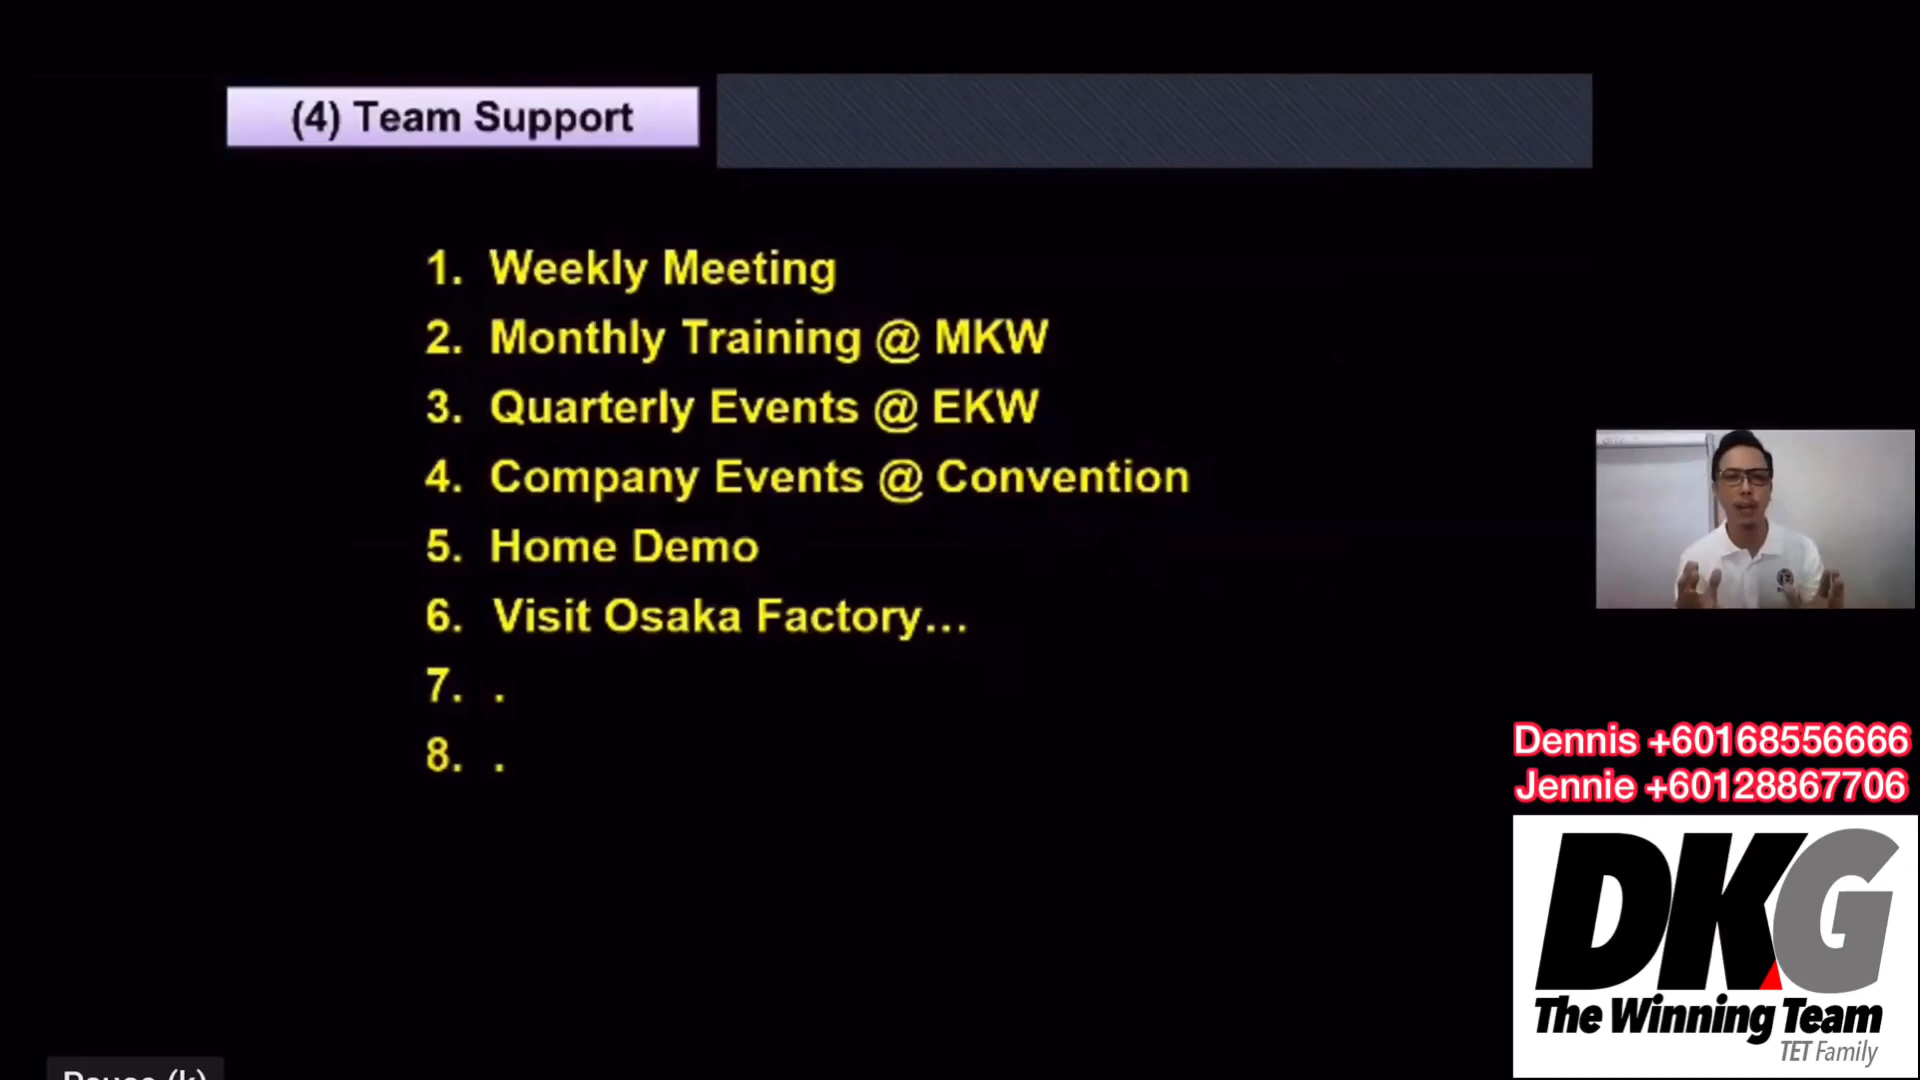 (4) Team Support
1. Weekly Meeting
2. Monthly Training @ MKW
3. Quarterly Events @ EKW
4. Company Events @ Convention
5. Home Demo
6. Visit Osaka Factory...
7. .
8. .
Dennis +60168556666
Jennie +60128867706
DKG
The Winning Team
TET Family
Pause (k)